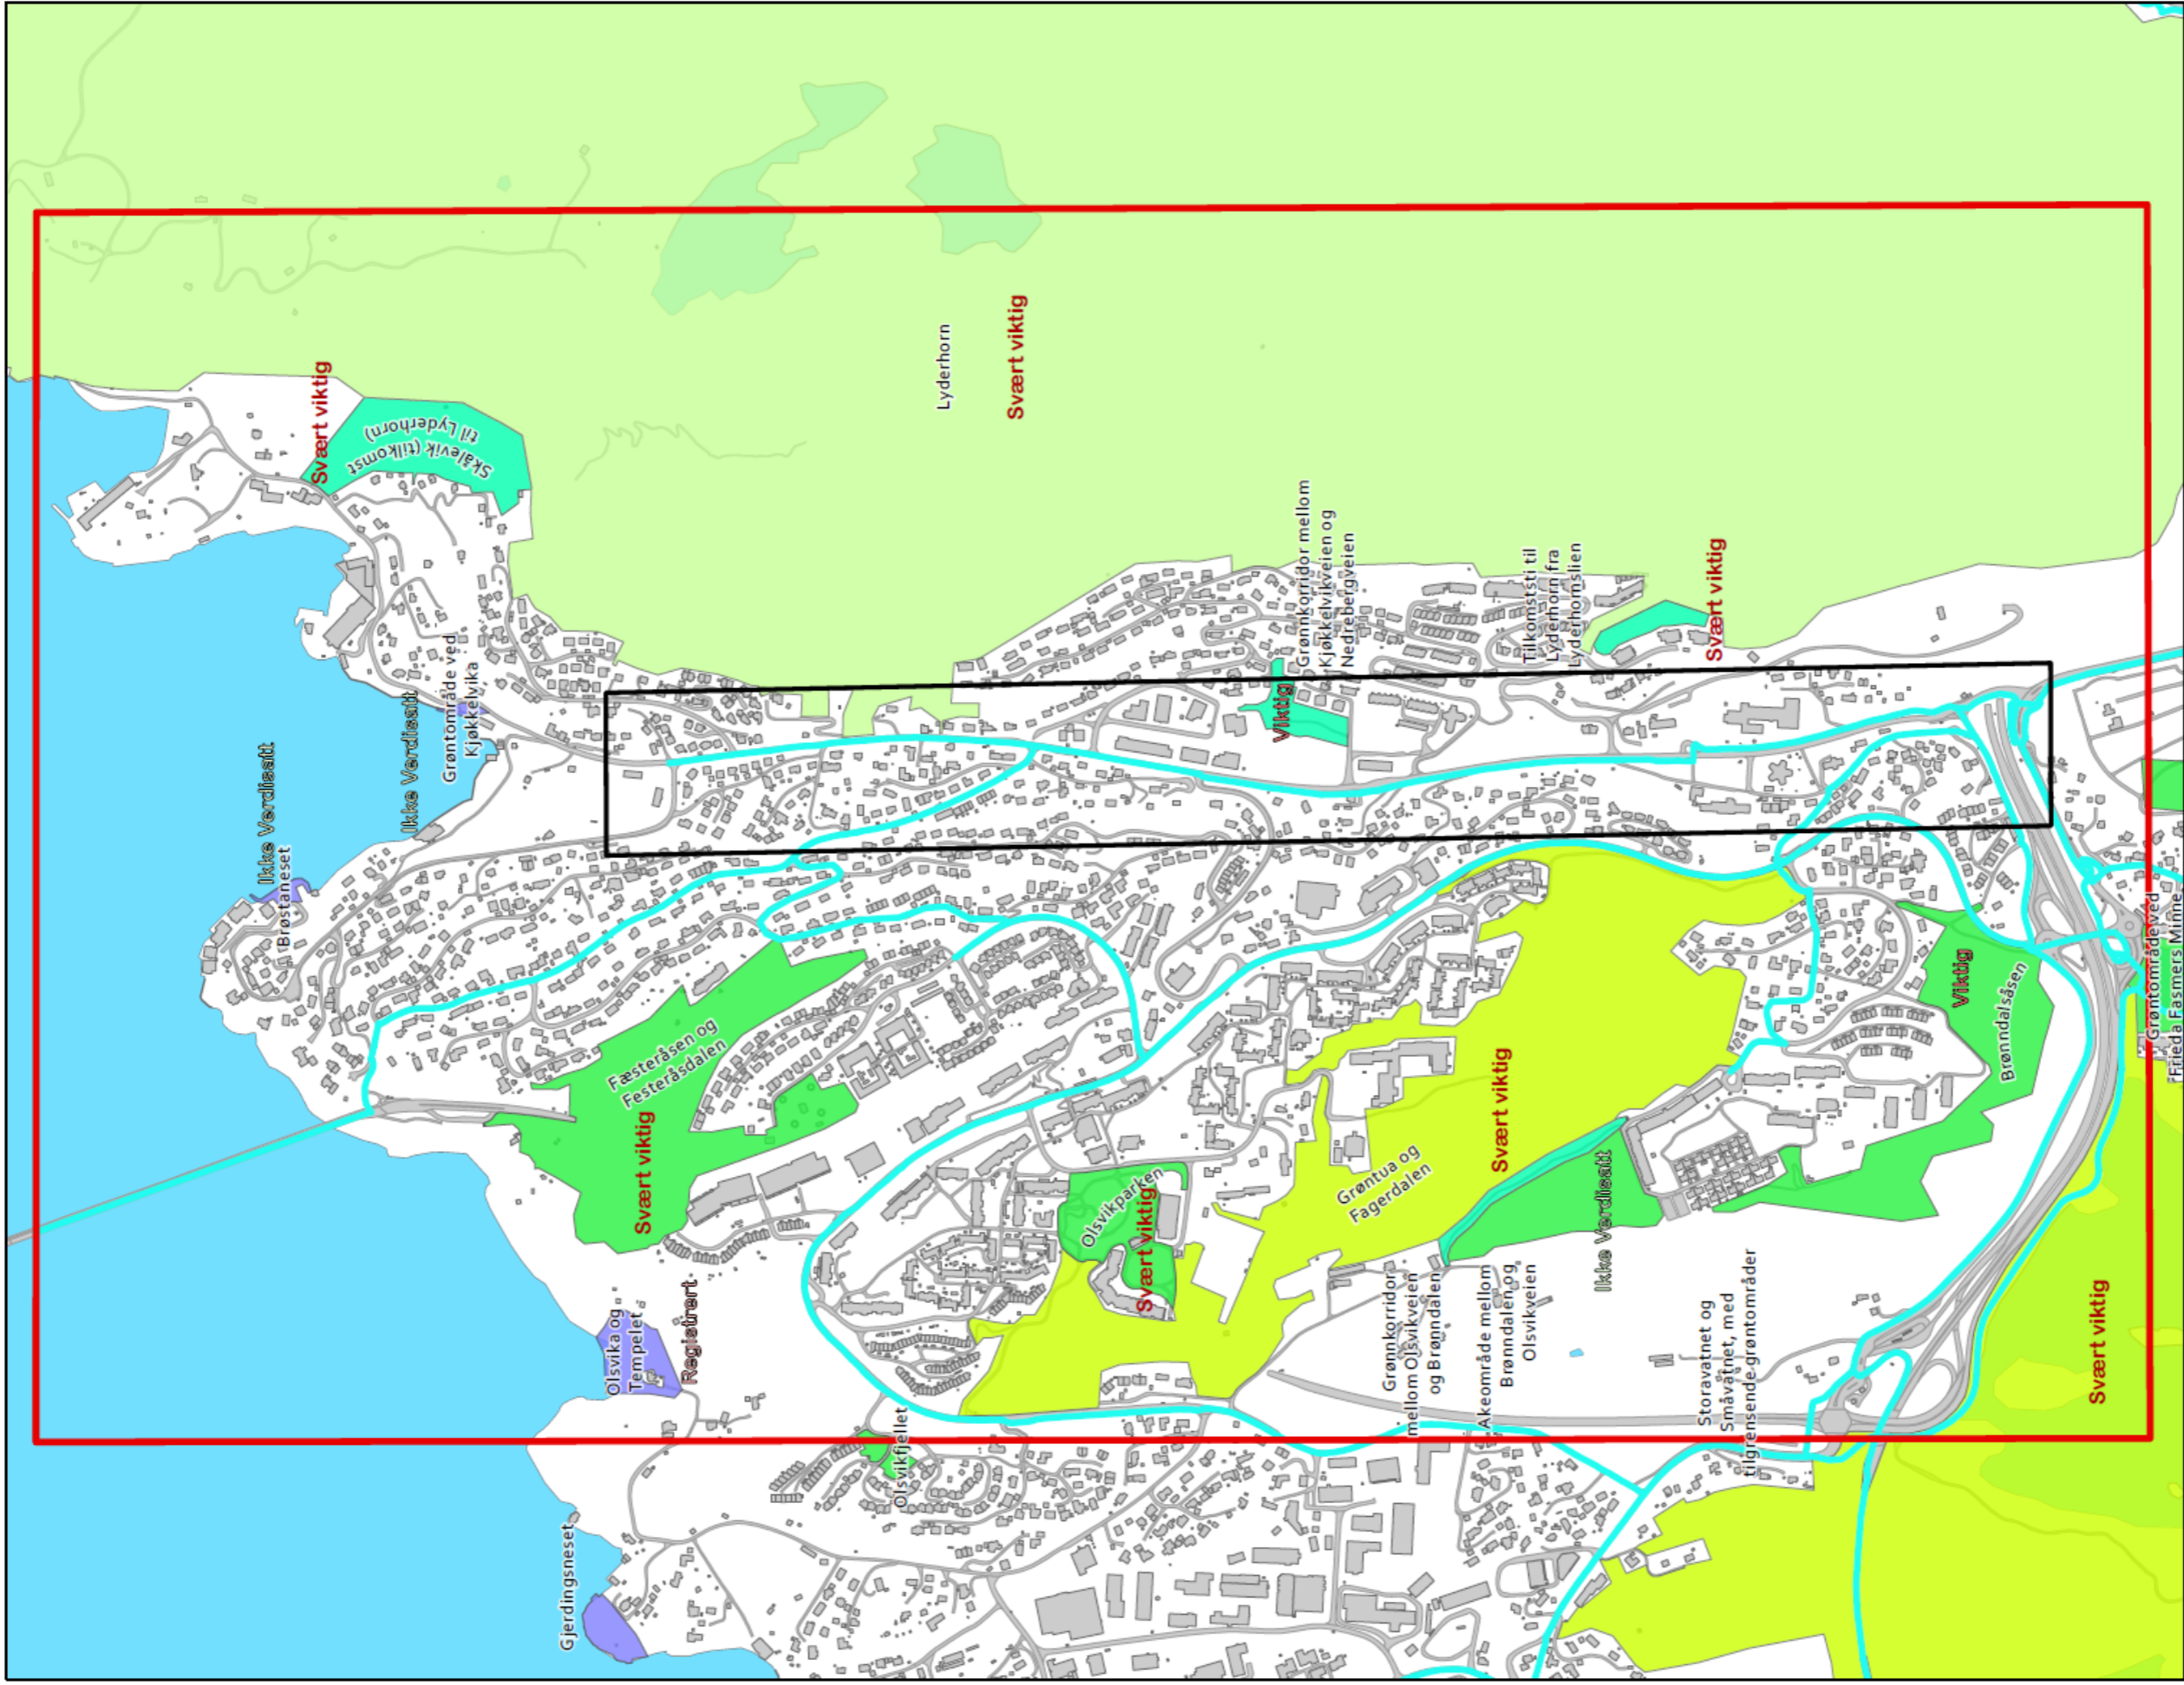 Ikke Verdisatt
Brøstaneset
Svært viktig
Skålevik (tilkomst
til Lyderhorn)
Ikke Verdisatt
Grøntområde ved
Kjøkkelvika
Lyderhorn
Svært viktig
Grønnkorridor mellom
Kjøkkelvikveien og
Nedrebergveien
Viktig
Tilkomststi til
Lyderhorn fra
Lyderhornslien
Svært viktig
Fæsteråsen og
Festeråsdalen
Svært viktig
Olsvika og
Tempelet
Registrert
Gjerdingsneset
Olsvikfjellet
Olsvikparken
Svært viktig
Grøntua og
Fagerdalen
Svært viktig
Ikke Verdisatt
Grønnkorridor
mellom Olsvikveien
og Brønndalen
Akeområde mellom
Brønndalen og
Olsvikveien
Storavatnet og
Småvatnet, med
tilgrensende grøntområder
Viktig
Brønndalsåsen
Svært viktig
Grøntområde ved
Frieda Fasmers Minne